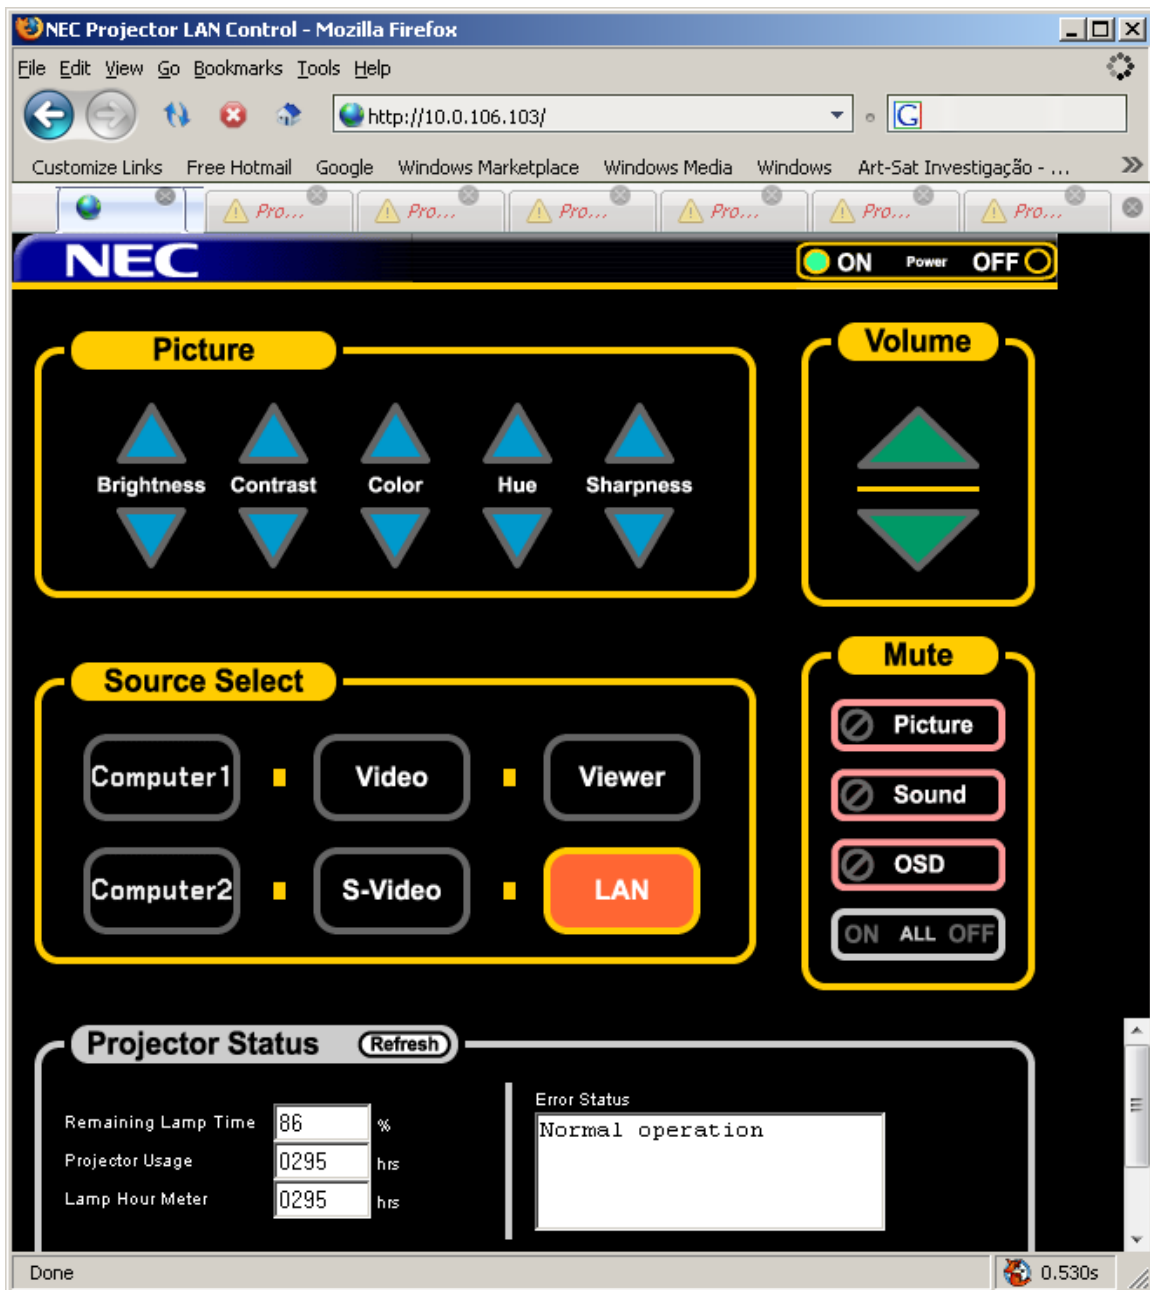 NEC Projector LAN Control - Mozilla Firefox
File Edit View Go Bookmarks Tools Help
http://10.0.106.103/ G
Customize Links Free Hotmail Google Windows Marketplace Windows Media Windows Art-Sat Investigação - ... »
Pro... Pro... Pro... Pro... Pro... Pro...
NEC ON Power OFF
Picture
Brightness Contrast Color Hue Sharpness
Volume
Source Select
Computer1 Video Viewer
Computer2 S-Video LAN
Mute
Picture
Sound
OSD
ON ALL OFF
Projector Status Refresh
Remaining Lamp Time 86 %
Projector Usage 0295 hrs
Lamp Hour Meter 0295 hrs
Error Status
Normal operation
Done 0.530s